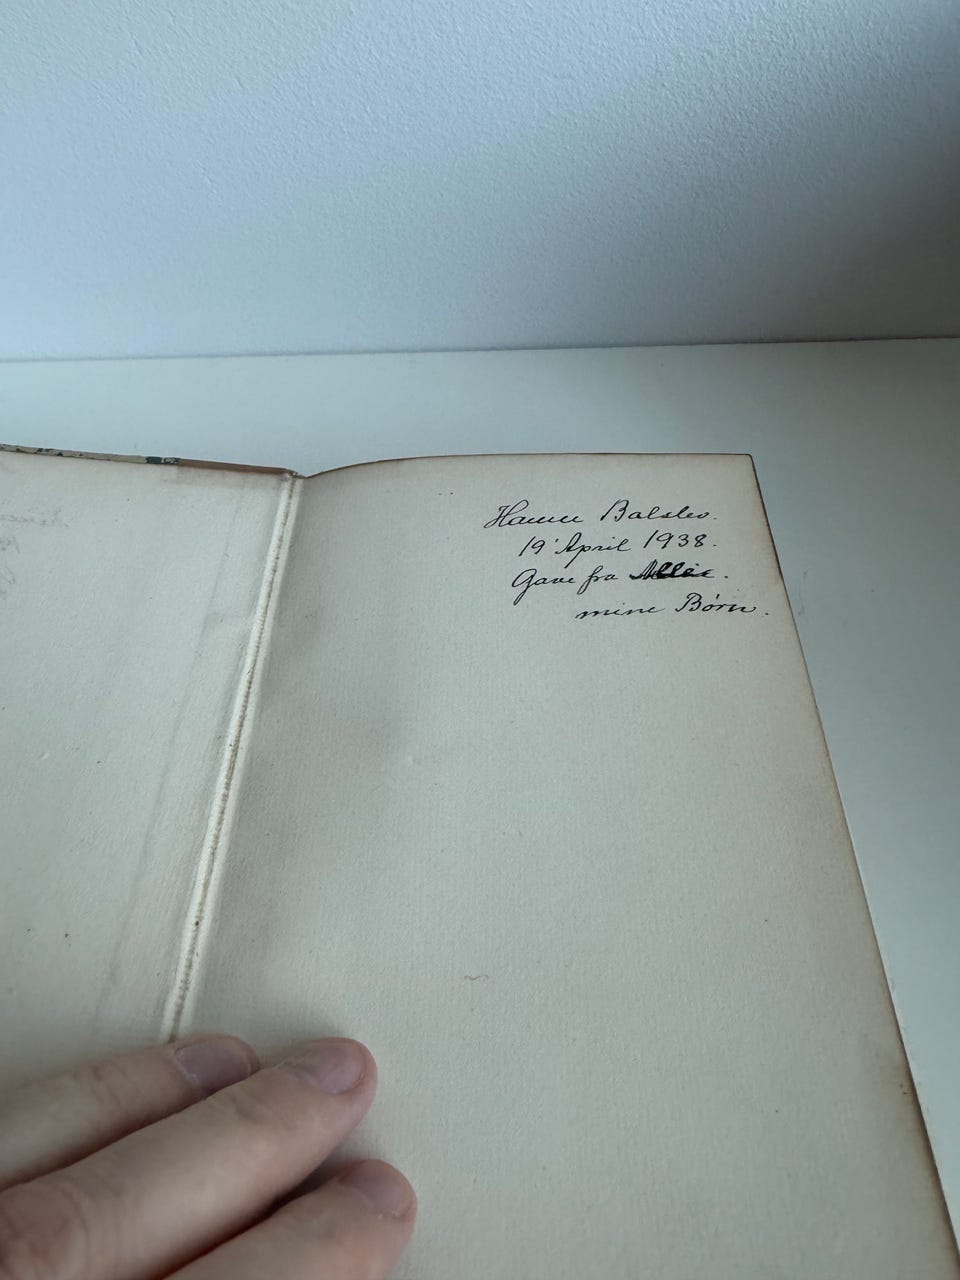 Hanne Balslev.
19' April 1938.
Gave fra
mine Börn.